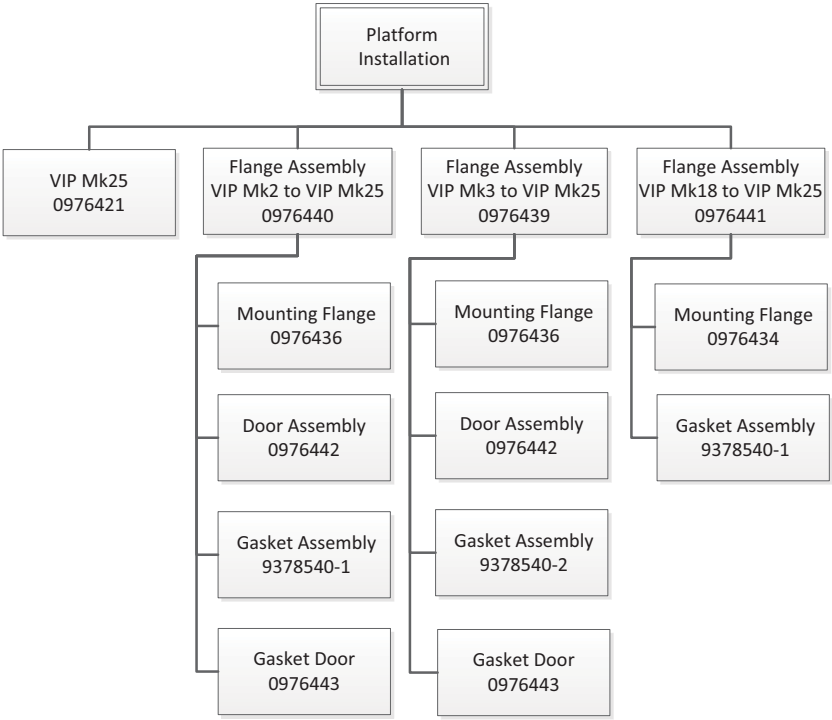 Platform
Installation
VIP Mk25
0976421
Flange Assembly
VIP Mk2 to VIP Mk25
0976440
Flange Assembly
VIP Mk3 to VIP Mk25
0976439
Flange Assembly
VIP Mk18 to VIP Mk25
0976441
Mounting Flange
0976436
Door Assembly
0976442
Gasket Assembly
9378540-1
Gasket Door
0976443
Mounting Flange
0976436
Door Assembly
0976442
Gasket Assembly
9378540-2
Gasket Door
0976443
Mounting Flange
0976434
Gasket Assembly
9378540-1